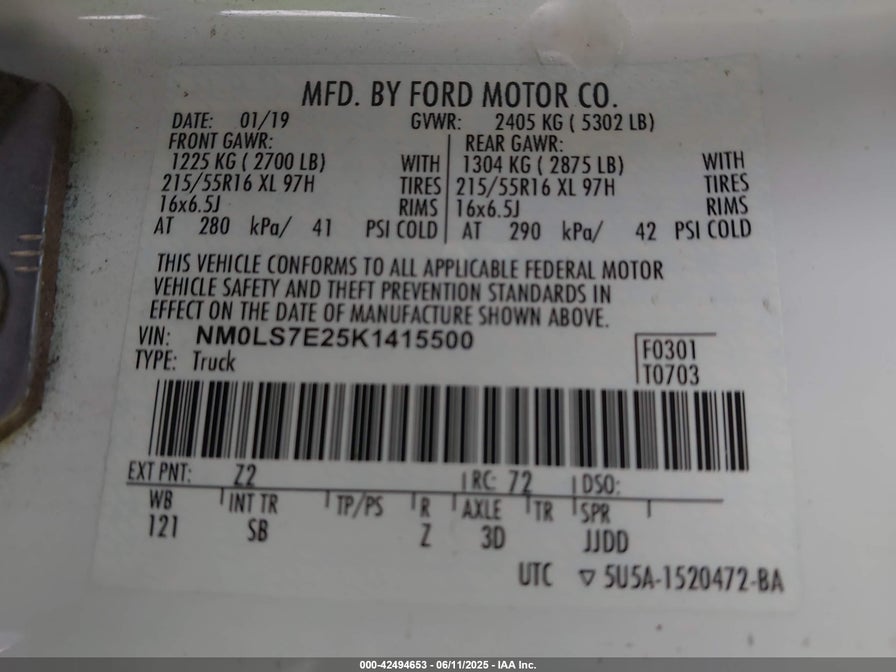 MFD. BY FORD MOTOR CO.
DATE: 01/19 GVWR: 2405 KG ( 5302 LB)
FRONT GAWR: REAR GAWR:
1225 KG ( 2700 LB) WITH 1304 KG ( 2875 LB) WITH
215/55R16 XL 97H TIRES 215/55R16 XL 97H TIRES
16x6.5J RIMS 16x6.5J RIMS
AT 280 kPa/ 41 PSI COLD AT 290 kPa/ 42 PSI COLD
THIS VEHICLE CONFORMS TO ALL APPLICABLE FEDERAL MOTOR
VEHICLE SAFETY AND THEFT PREVENTION STANDARDS IN
EFFECT ON THE DATE OF MANUFACTURE SHOWN ABOVE.
VIN: NM0LS7E25K1415500
TYPE: Truck
F0301
T0703
EXT PNT: Z2 RC: 72 DSO:
WB INT TR TP/PS R AXLE TR SPR
121 SB Z 3D JJDD
UTC ▽ 5U5A-1520472-BA
000-42494653 - 06/11/2025 - IAA Inc.